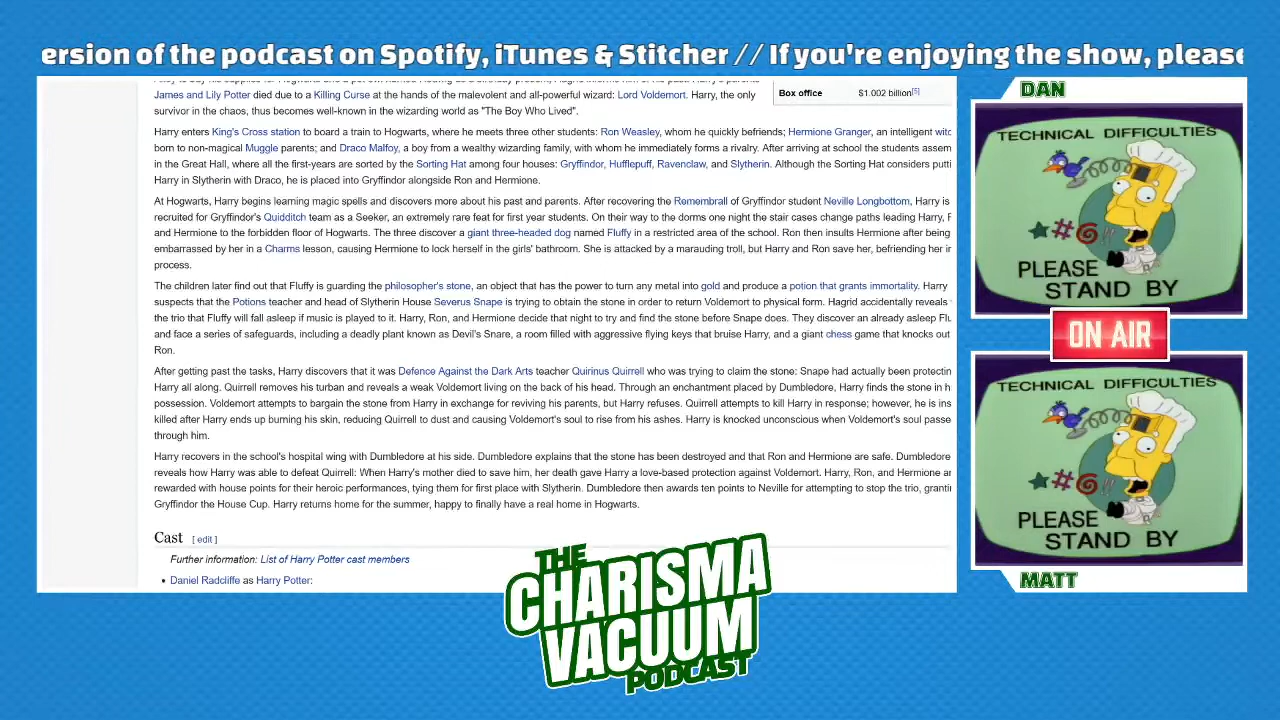 ersion of the podcast on Spotify, iTunes & Stitcher // If you're enjoying the show, please
James and Lily Potter died due to a Killing Curse at the hands of the malevolent and all-powerful wizard: Lord Voldemort. Harry, the only
survivor in the chaos, thus becomes well-known in the wizarding world as "The Boy Who Lived".
Box office $1.002 billion[5]
Harry enters King's Cross station to board a train to Hogwarts, where he meets three other students: Ron Weasley, whom he quickly befriends; Hermione Granger, an intelligent witc
born to non-magical Muggle parents; and Draco Malfoy, a boy from a wealthy wizarding family, with whom he immediately forms a rivalry. After arriving at school the students assem
in the Great Hall, where all the first-years are sorted by the Sorting Hat among four houses: Gryffindor, Hufflepuff, Ravenclaw, and Slytherin. Although the Sorting Hat considers putti
Harry in Slytherin with Draco, he is placed into Gryffindor alongside Ron and Hermione.
At Hogwarts, Harry begins learning magic spells and discovers more about his past and parents. After recovering the Remembrall of Gryffindor student Neville Longbottom, Harry is
recruited for Gryffindor's Quidditch team as a Seeker, an extremely rare feat for first year students. On their way to the dorms one night the stair cases change paths leading Harry, F
and Hermione to the forbidden floor of Hogwarts. The three discover a giant three-headed dog named Fluffy in a restricted area of the school. Ron then insults Hermione after being
embarrassed by her in a Charms lesson, causing Hermione to lock herself in the girls' bathroom. She is attacked by a marauding troll, but Harry and Ron save her, befriending her in
process.
The children later find out that Fluffy is guarding the philosopher's stone, an object that has the power to turn any metal into gold and produce a potion that grants immortality. Harry
suspects that the Potions teacher and head of Slytherin House Severus Snape is trying to obtain the stone in order to return Voldemort to physical form. Hagrid accidentally reveals
the trio that Fluffy will fall asleep if music is played to it. Harry, Ron, and Hermione decide that night to try and find the stone before Snape does. They discover an already asleep Flu
and face a series of safeguards, including a deadly plant known as Devil's Snare, a room filled with aggressive flying keys that bruise Harry, and a giant chess game that knocks out
Ron.
After getting past the tasks, Harry discovers that it was Defence Against the Dark Arts teacher Quirinus Quirrell who was trying to claim the stone: Snape had actually been protectin
Harry all along. Quirrell removes his turban and reveals a weak Voldemort living on the back of his head. Through an enchantment placed by Dumbledore, Harry finds the stone in h
possession. Voldemort attempts to bargain the stone from Harry in exchange for reviving his parents, but Harry refuses. Quirrell attempts to kill Harry in response; however, he is ins
killed after Harry ends up burning his skin, reducing Quirrell to dust and causing Voldemort's soul to rise from his ashes. Harry is knocked unconscious when Voldemort's soul passe
through him.
Harry recovers in the school's hospital wing with Dumbledore at his side. Dumbledore explains that the stone has been destroyed and that Ron and Hermione are safe. Dumbledore
reveals how Harry was able to defeat Quirrell: When Harry's mother died to save him, her death gave Harry a love-based protection against Voldemort. Harry, Ron, and Hermione ar
rewarded with house points for their heroic performances, tying them for first place with Slytherin. Dumbledore then awards ten points to Neville for attempting to stop the trio, granti
Gryffindor the House Cup. Harry returns home for the summer, happy to finally have a real home in Hogwarts.
Cast [ edit ]
Further information: List of Harry Potter cast members
• Daniel Radcliffe as Harry Potter:
DAN
TECHNICAL DIFFICULTIES
PLEASE
STAND BY
ON AIR
TECHNICAL DIFFICULTIES
PLEASE
STAND BY
MATT
THE
CHARISMA
VACUUM
PODCAST